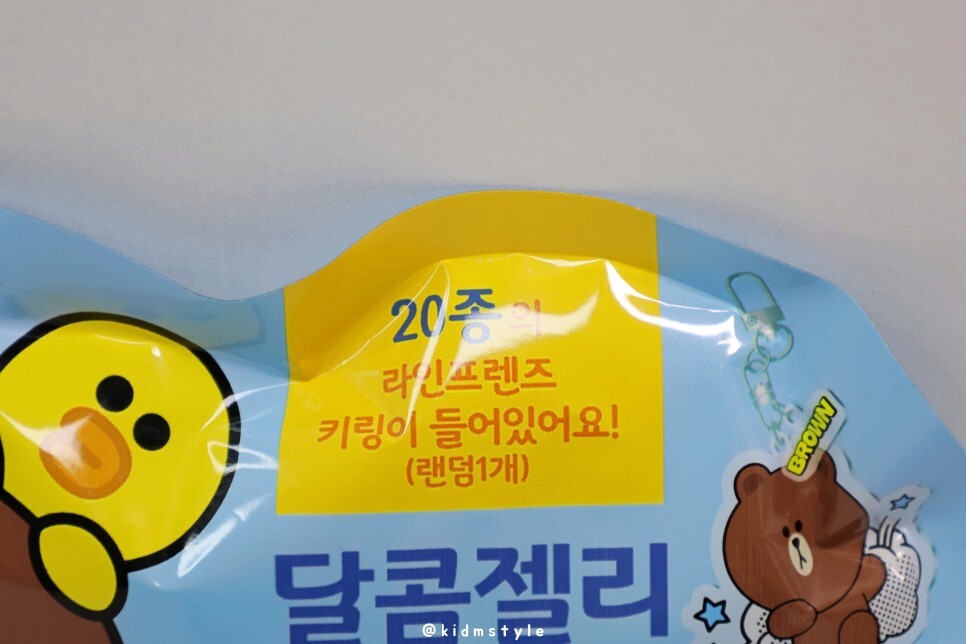 20종의
라인프렌즈
키링이 들어있어요!
(랜덤1개)
BROWN
달콤젤리
@kidmstyle